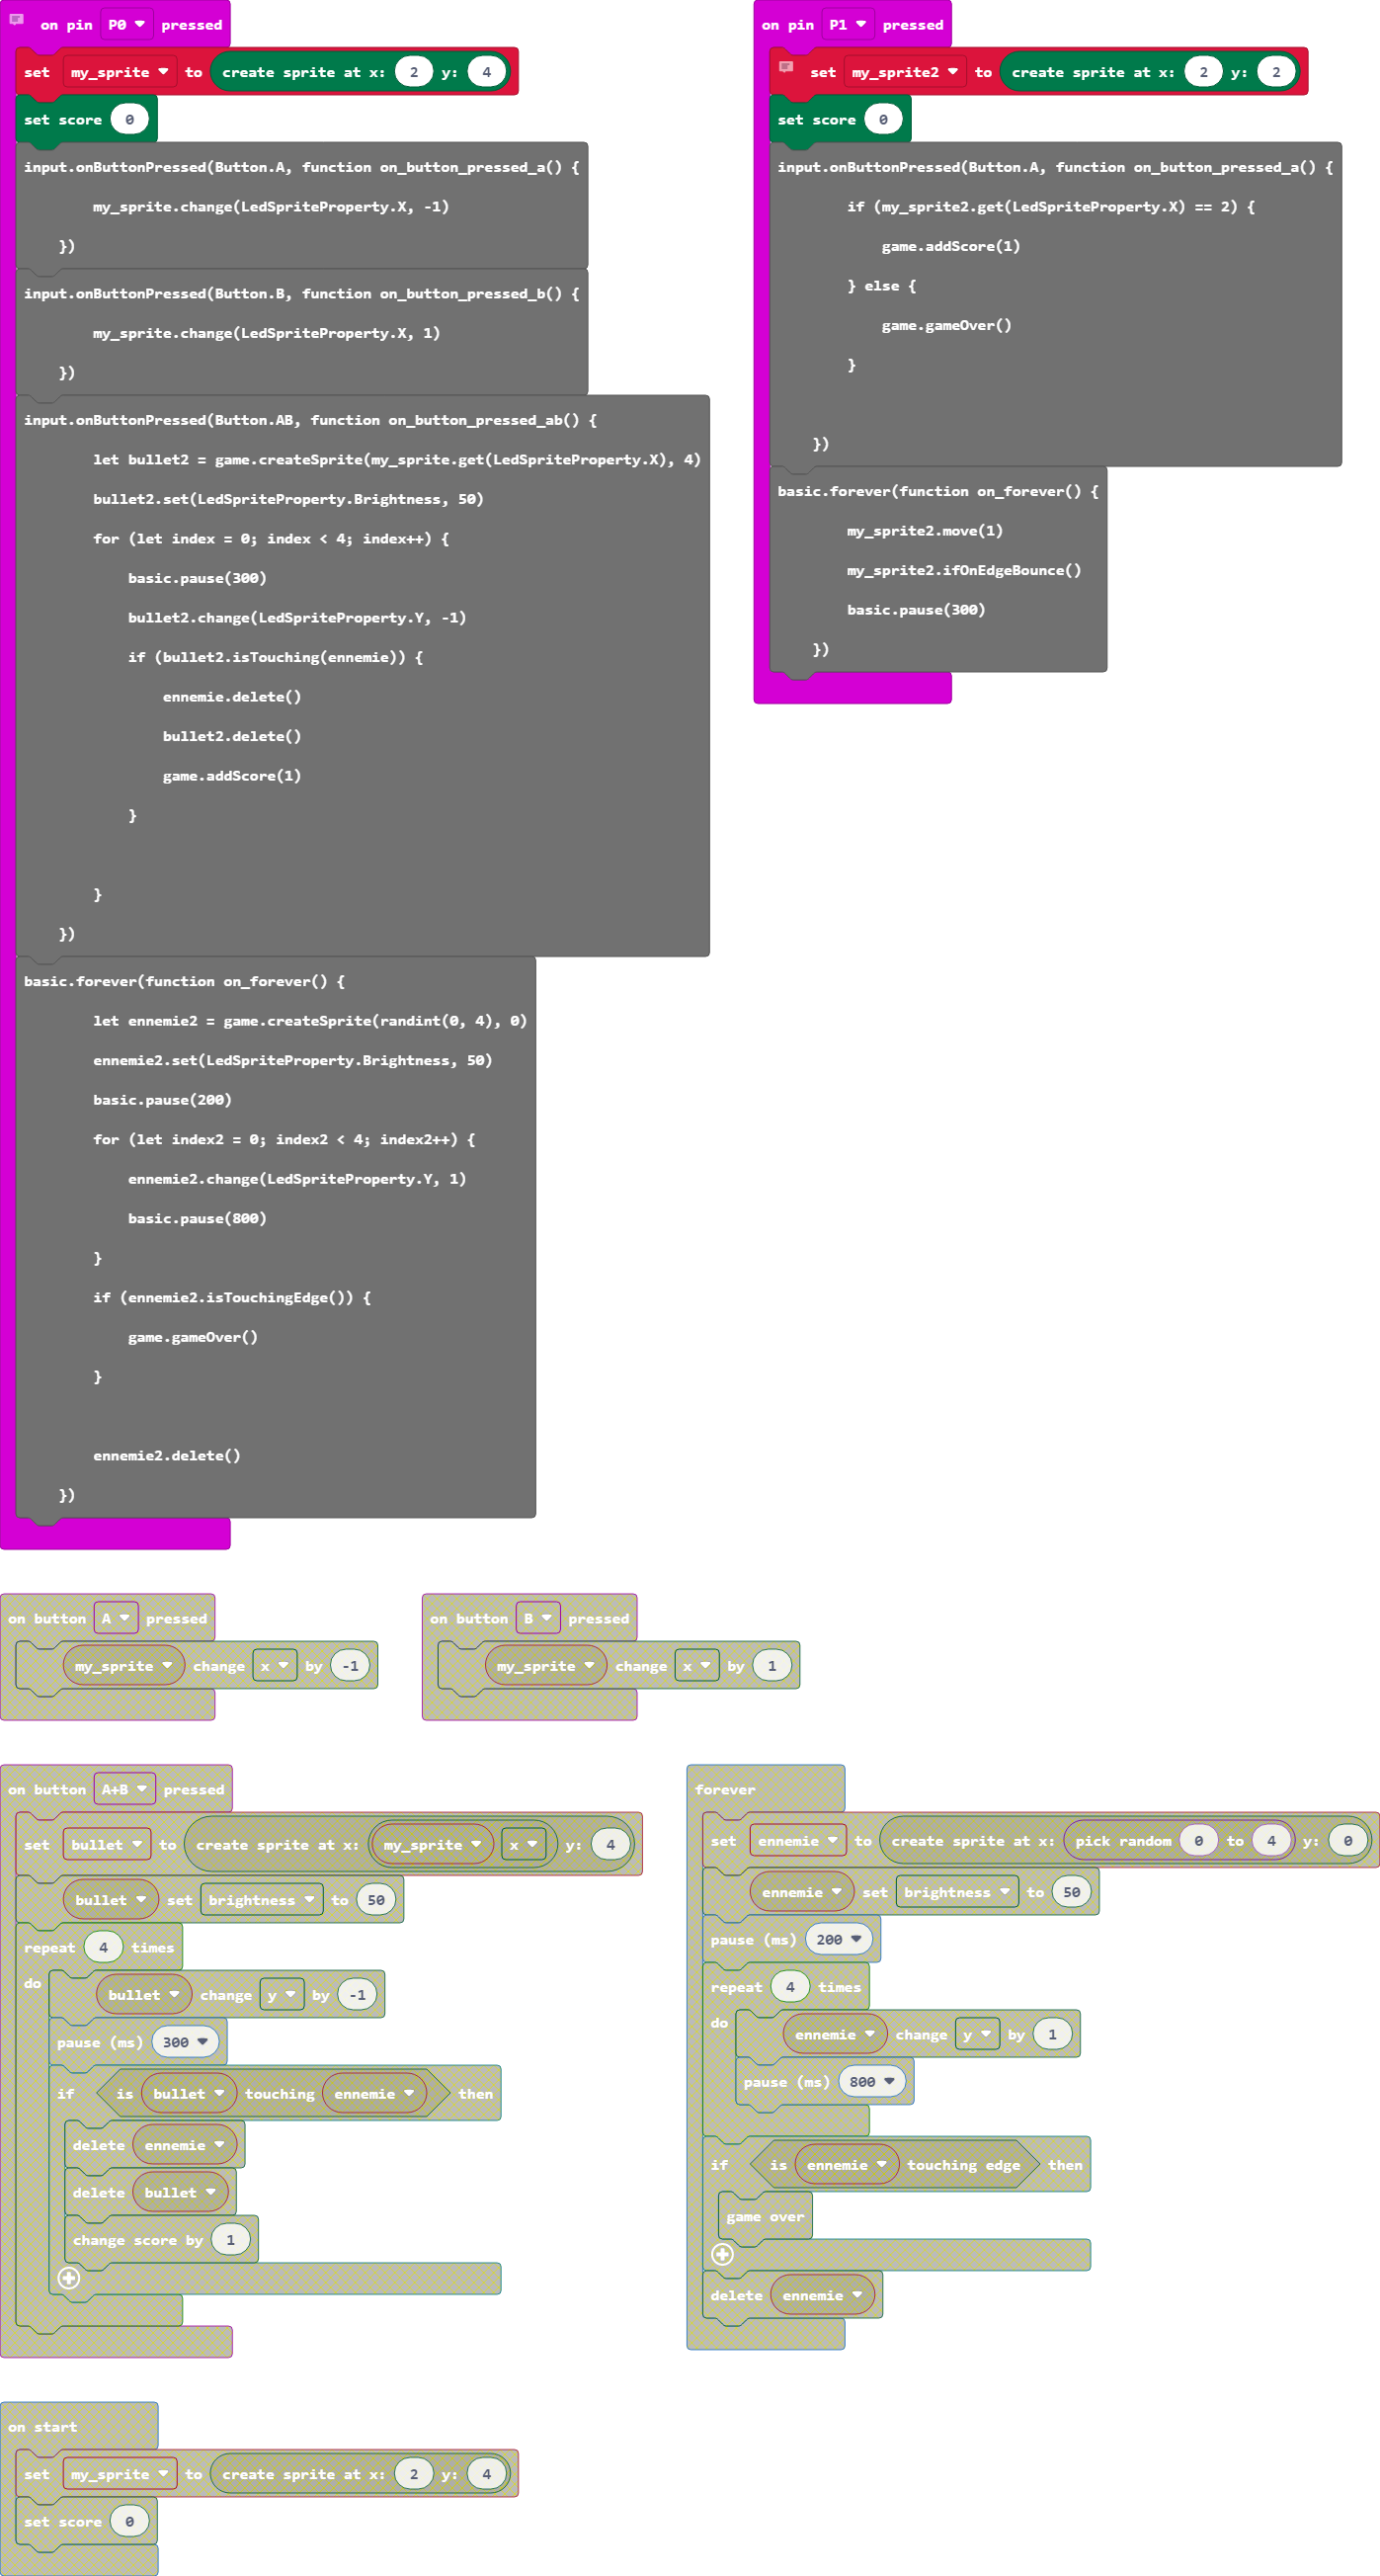 on pin P0 pressed
set my_sprite to create sprite at x: 2 y: 4
set score 0
input.onButtonPressed(Button.A, function on_button_pressed_a() {
my_sprite.change(LedSpriteProperty.X, -1)
})
input.onButtonPressed(Button.B, function on_button_pressed_b() {
my_sprite.change(LedSpriteProperty.X, 1)
})
input.onButtonPressed(Button.AB, function on_button_pressed_ab() {
let bullet2 = game.createSprite(my_sprite.get(LedSpriteProperty.X), 4)
bullet2.set(LedSpriteProperty.Brightness, 50)
for (let index = 0; index < 4; index++) {
basic.pause(300)
bullet2.change(LedSpriteProperty.Y, -1)
if (bullet2.isTouching(ennemie)) {
ennemie.delete()
bullet2.delete()
game.addScore(1)
}
}
})
basic.forever(function on_forever() {
let ennemie2 = game.createSprite(randint(0, 4), 0)
ennemie2.set(LedSpriteProperty.Brightness, 50)
basic.pause(200)
for (let index2 = 0; index2 < 4; index2++) {
ennemie2.change(LedSpriteProperty.Y, 1)
basic.pause(800)
}
if (ennemie2.isTouchingEdge()) {
game.gameOver()
}
ennemie2.delete()
})
on pin P1 pressed
set my_sprite2 to create sprite at x: 2 y: 2
set score 0
input.onButtonPressed(Button.A, function on_button_pressed_a() {
if (my_sprite2.get(LedSpriteProperty.X) == 2) {
game.addScore(1)
} else {
game.gameOver()
}
})
basic.forever(function on_forever() {
my_sprite2.move(1)
my_sprite2.ifOnEdgeBounce()
basic.pause(300)
})
on button A pressed
my_sprite change x by -1
on button B pressed
my_sprite change x by 1
on button A+B pressed
set bullet to create sprite at x: my_sprite x y: 4
bullet set brightness to 50
repeat 4 times
do
bullet change y by -1
pause (ms) 300
if is bullet touching ennemie then
delete ennemie
delete bullet
change score by 1
forever
set ennemie to create sprite at x: pick random 0 to 4 y: 0
ennemie set brightness to 50
pause (ms) 200
repeat 4 times
do
ennemie change y by 1
pause (ms) 800
if is ennemie touching edge then
game over
delete ennemie
on start
set my_sprite to create sprite at x: 2 y: 4
set score 0